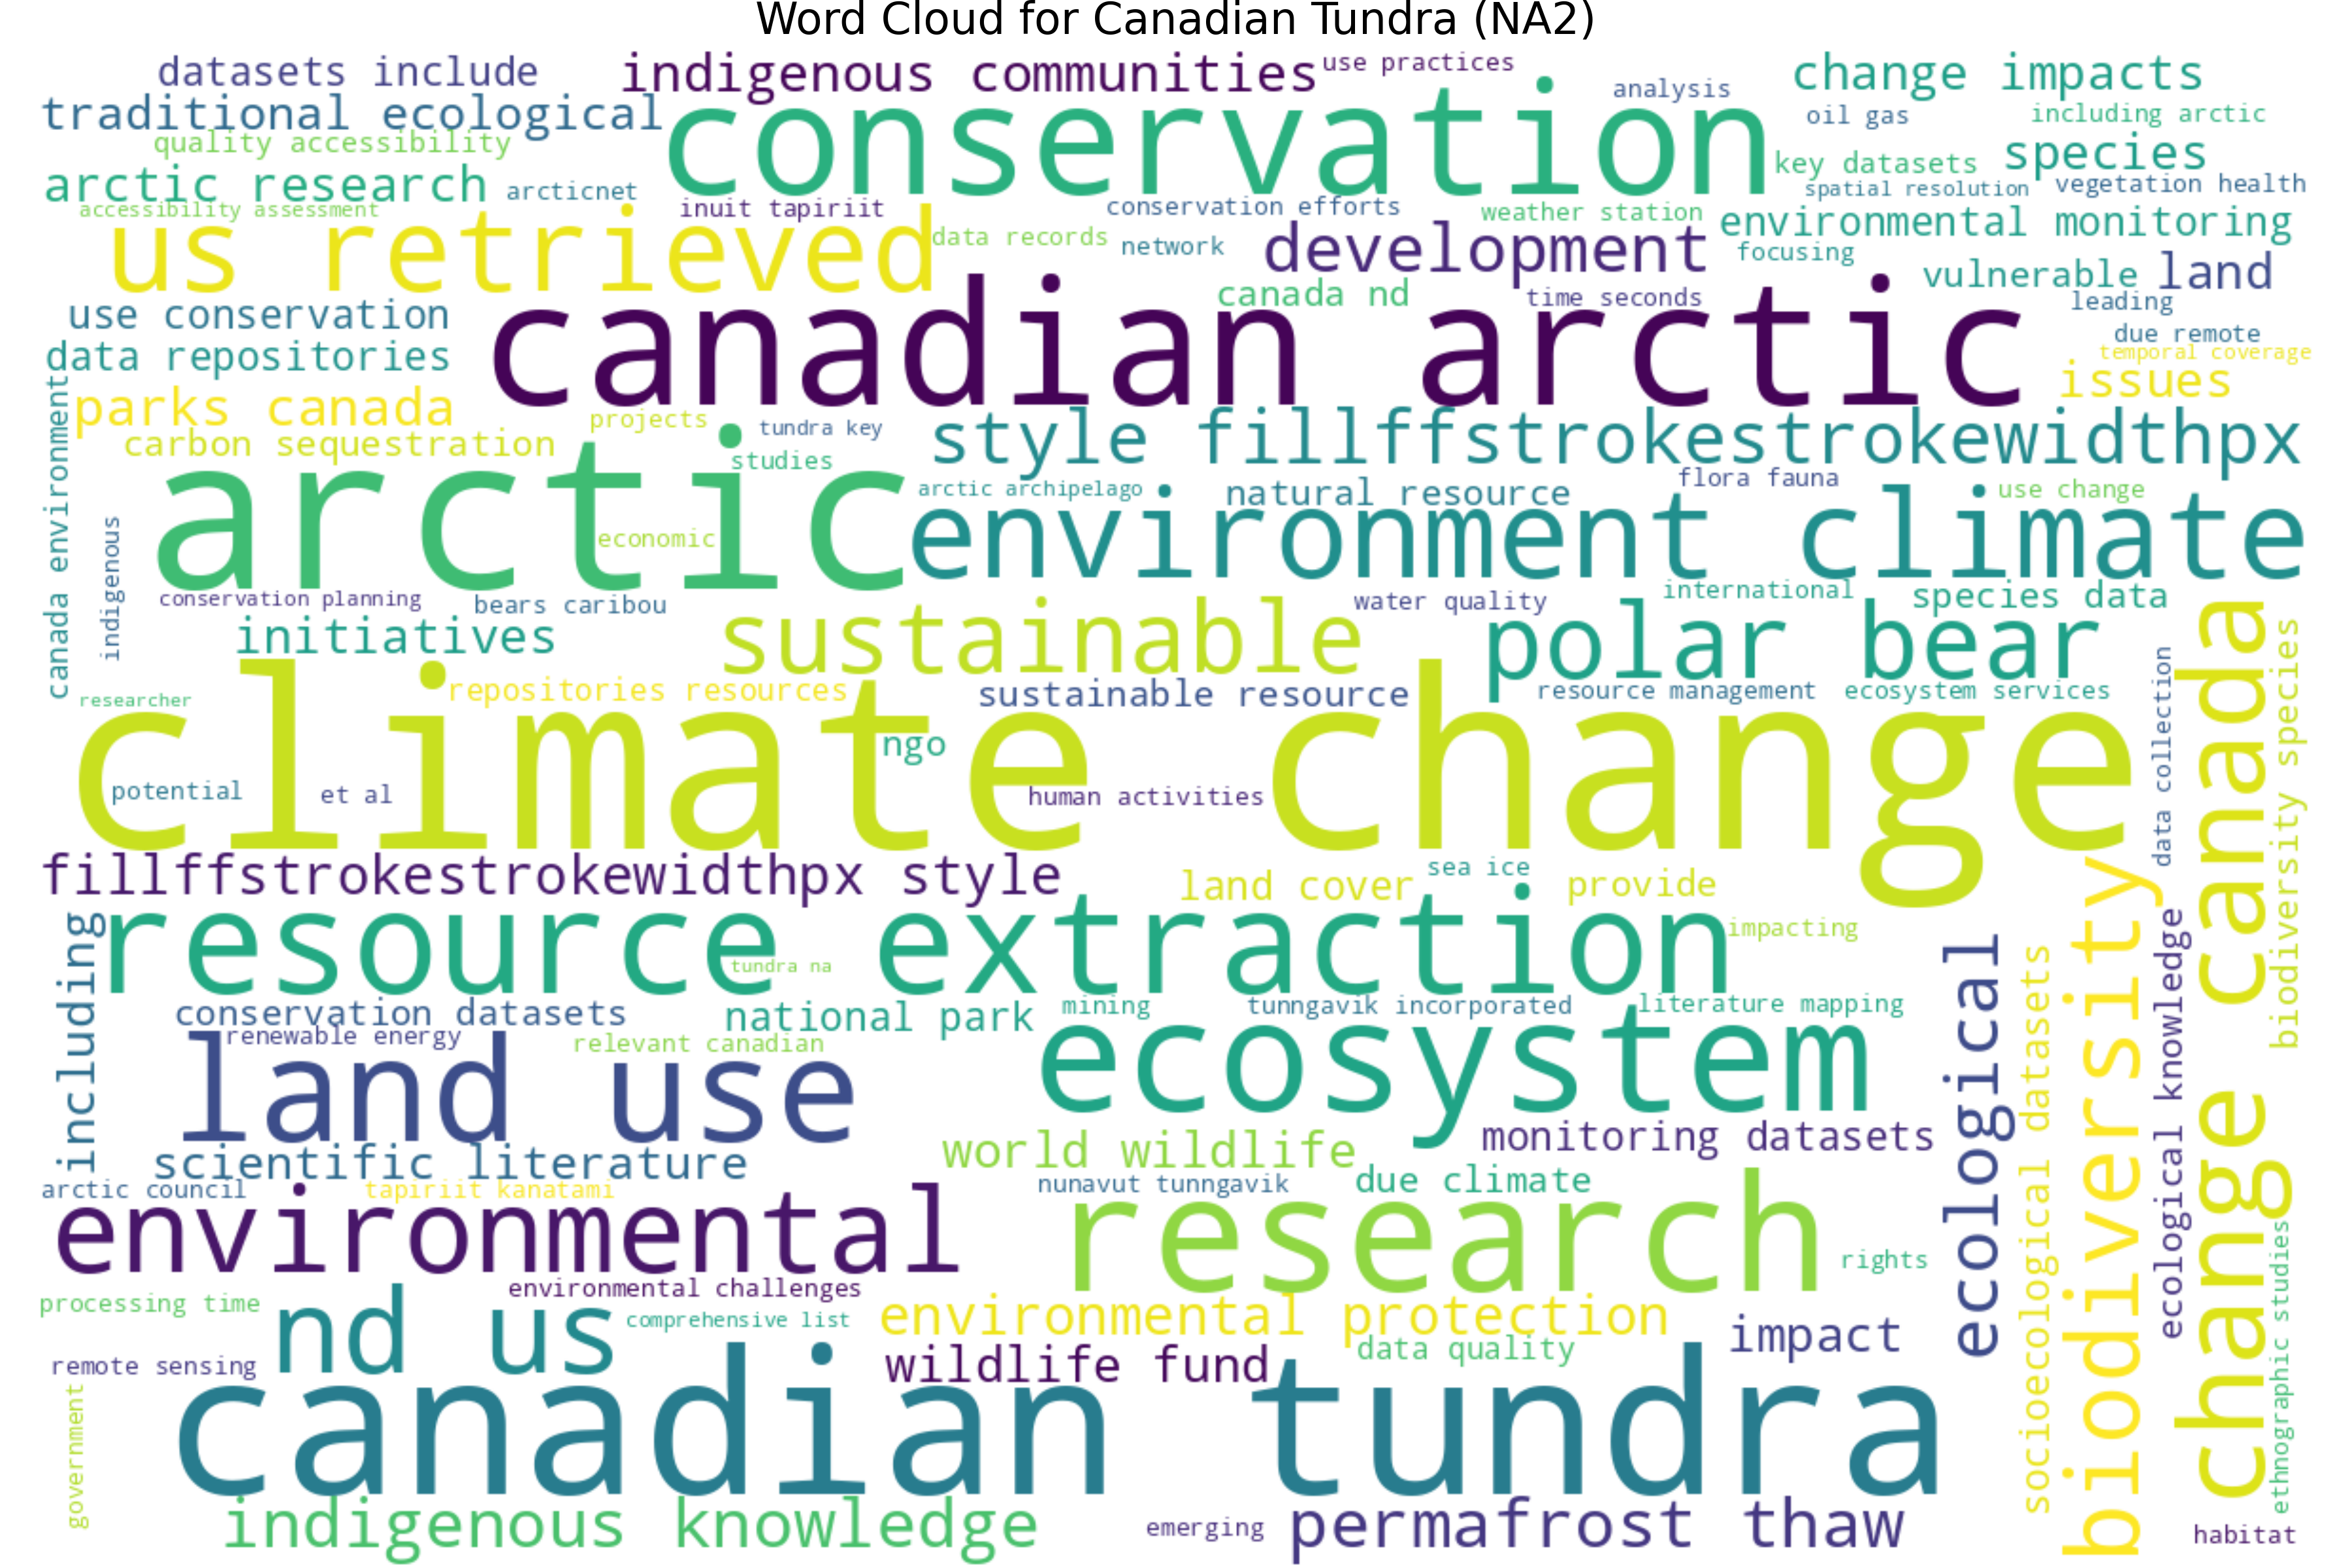 Word Cloud for Canadian Tundra (NA2)
datasets include
indigenous communities
use practices
analysis
change impacts
traditional ecological
conservation
oil gas
including arctic
quality accessibility
key datasets
species
arctic research
arcticnet
spatial resolution
vegetation health
accessibility assessment
inuit tapiriit
conservation efforts
weather station
environmental monitoring
us retrieved
data records
network
development
focusing
vulnerable
land
use conservation
canadian arctic
canada nd
time seconds
leading
due remote
data repositories
temporal coverage
issues
parks canada
projects
tundra key
style fillffstrokestrokewidthpx
carbon sequestration
studies
canada environment
arctic
arctic archipelago
natural resource
flora fauna
use change
indigenous
economic
environment climate
conservation planning
bears caribou
water quality
international
species data
initiatives
sustainable
polar bear
researcher
repositories resources
sustainable resource
resource management
ecosystem services
data collection
change canada
biodiversity species
climate change
ngo
potential
et al
human activities
fillffstrokestrokewidthpx style
land cover
sea ice
provide
including
resource extraction
impacting
tundra na
conservation datasets
national park
mining
tunngavik incorporated
literature mapping
ecological
socioecological datasets
biodiversity
ecological knowledge
renewable energy
relevant canadian
land use
ecosystem
scientific literature
world wildlife
monitoring datasets
arctic council
tapiriit kanatami
nunavut tunngavik
due climate
environmental
research
rights
ethnographic studies
environmental challenges
processing time
nd us
comprehensive list
environmental protection
impact
remote sensing
wildlife fund
data quality
government
canadian tundra
indigenous knowledge
emerging
permafrost thaw
habitat